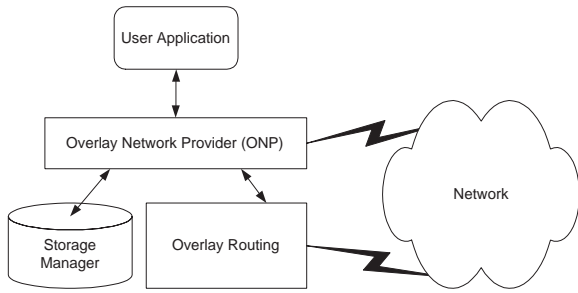 User Application
Overlay Network Provider (ONP)
Network
Storage
Manager
Overlay Routing